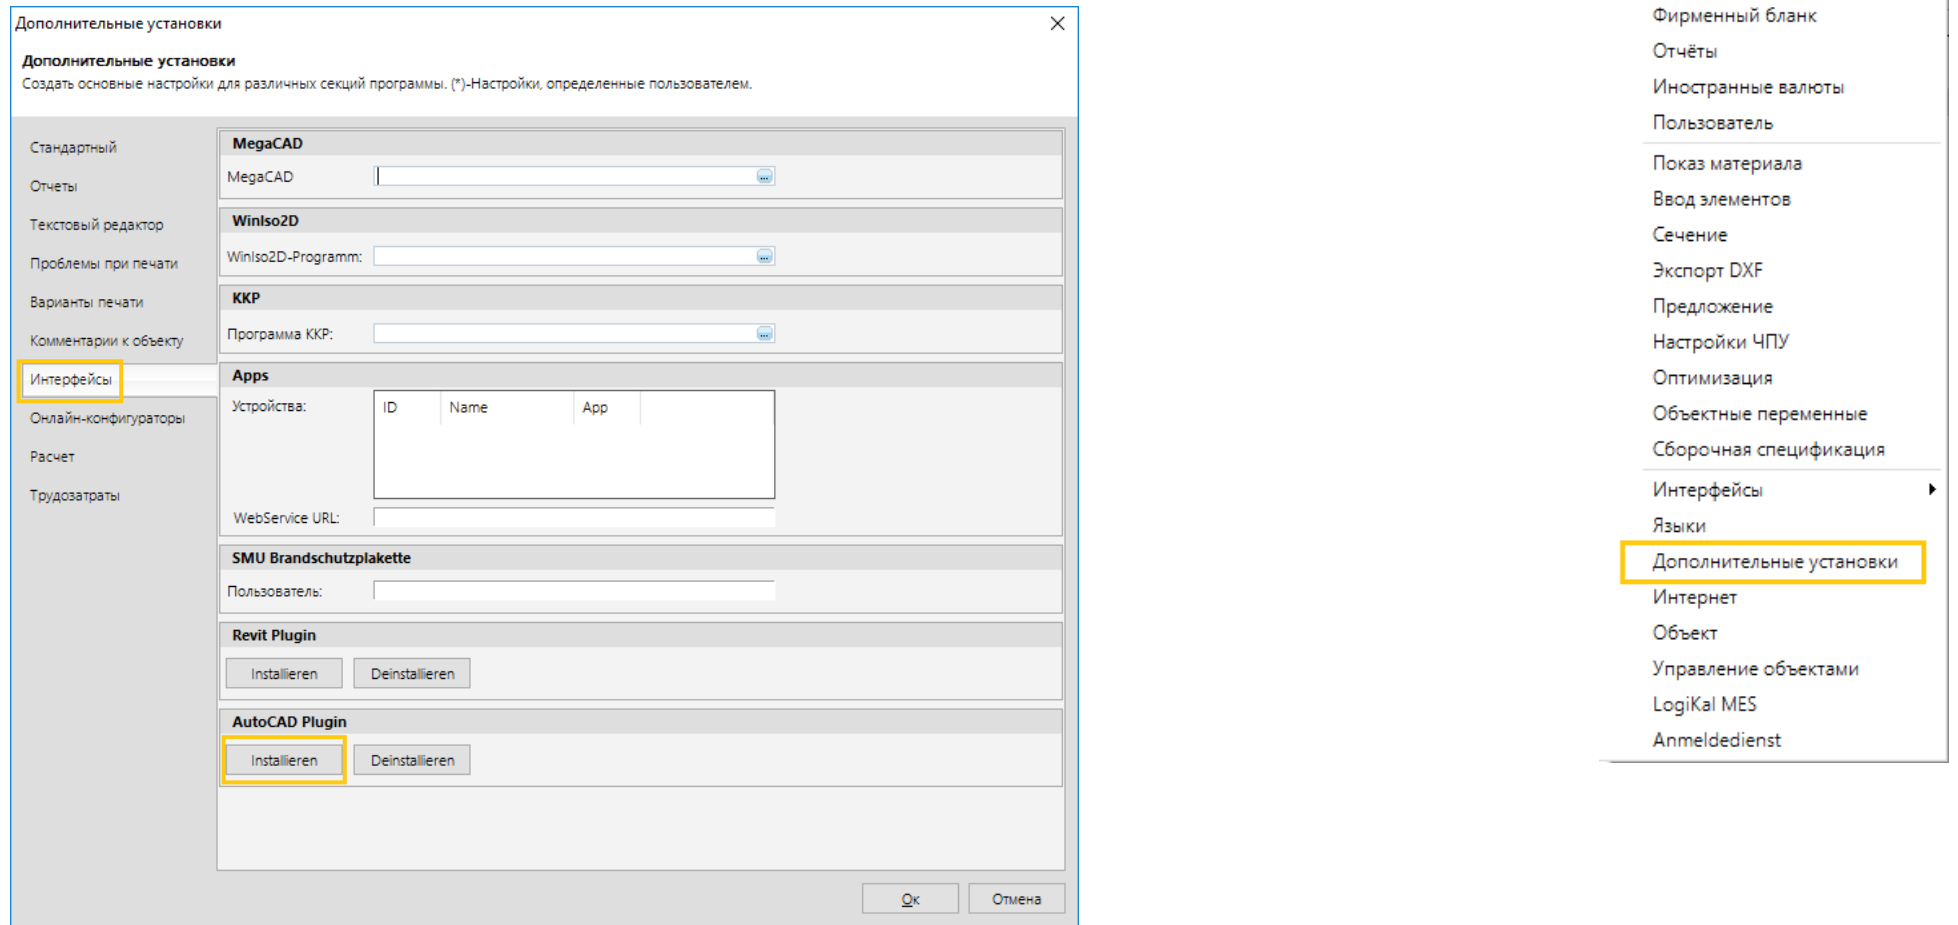 Дополнительные установки
Дополнительные установки
Создать основные настройки для различных секций программы. (*)-Настройки, определенные пользователем.
Стандартный
Отчеты
Текстовый редактор
Проблемы при печати
Варианты печати
Комментарии к объекту
Интерфейсы
Онлайн-конфигураторы
Расчет
Трудозатраты
MegaCAD
MegaCAD
WinIso2D
WinIso2D-Programm:
KKP
Программа KKP:
Apps
Устройства:
ID Name App
WebService URL:
SMU Brandschutzplakette
Пользователь:
Revit Plugin
Installieren Deinstallieren
AutoCAD Plugin
Installieren Deinstallieren
Ок Отмена
Фирменный бланк
Отчёты
Иностранные валюты
Пользователь
Показ материала
Ввод элементов
Сечение
Экспорт DXF
Предложение
Настройки ЧПУ
Оптимизация
Объектные переменные
Сборочная спецификация
Интерфейсы
Языки
Дополнительные установки
Интернет
Объект
Управление объектами
LogiKal MES
Anmeldedienst